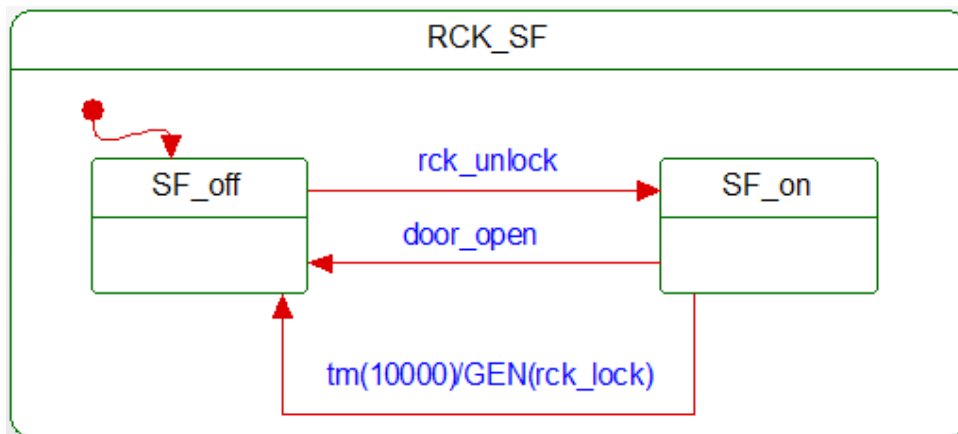 RCK_SF
SF_off
rck_unlock
SF_on
door_open
tm(10000)/GEN(rck_lock)